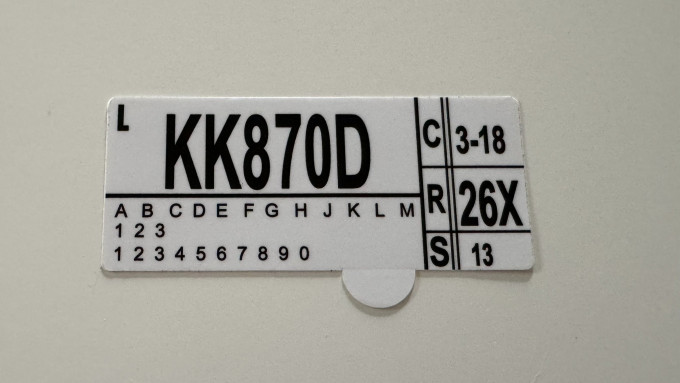 L KK870D
A B C D E F G H J K L M
1 2 3
1 2 3 4 5 6 7 8 9 0
C 3-18
R 26X
S 13